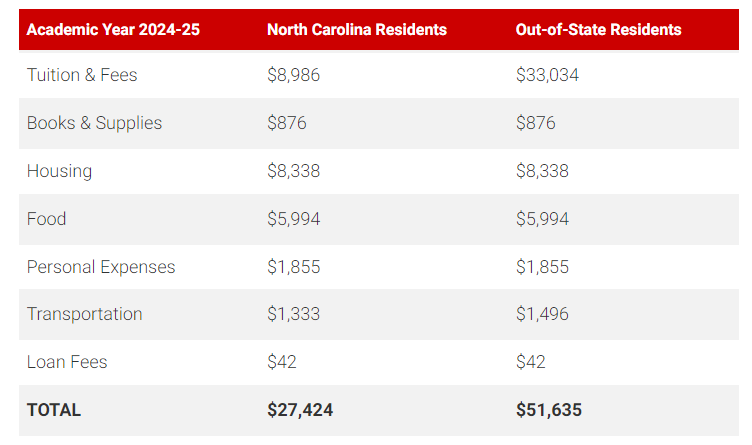 Academic Year 2024-25 North Carolina Residents Out-of-State Residents
Tuition & Fees $8,986 $33,034
Books & Supplies $876 $876
Housing $8,338 $8,338
Food $5,994 $5,994
Personal Expenses $1,855 $1,855
Transportation $1,333 $1,496
Loan Fees $42 $42
TOTAL $27,424 $51,635